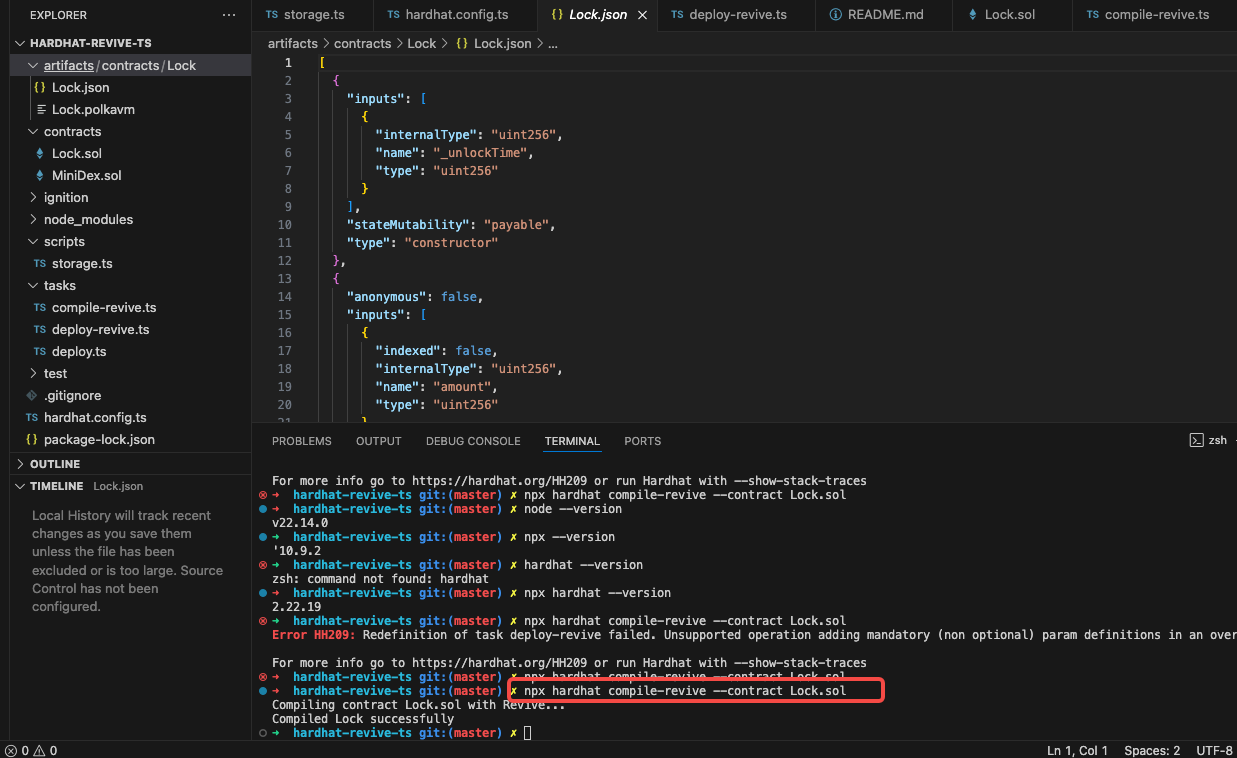 EXPLORER
HARDHAT-REVIVE-TS
artifacts/contracts/Lock
{} Lock.json
Lock.polkavm
contracts
Lock.sol
MiniDex.sol
ignition
node_modules
scripts
TS storage.ts
tasks
TS compile-revive.ts
TS deploy-revive.ts
TS deploy.ts
test
.gitignore
TS hardhat.config.ts
{} package-lock.json
OUTLINE
TIMELINE Lock.json
Local History will track recent
changes as you save them
unless the file has been
excluded or is too large. Source
Control has not been
configured.
TS storage.ts TS hardhat.config.ts {} Lock.json TS deploy-revive.ts README.md Lock.sol TS compile-revive.ts
artifacts > contracts > Lock > {} Lock.json > ...
1 [
2 {
3 "inputs": [
4 {
5 "internalType": "uint256",
6 "name": "_unlockTime",
7 "type": "uint256"
8 }
9 ],
10 "stateMutability": "payable",
11 "type": "constructor"
12 },
13 {
14 "anonymous": false,
15 "inputs": [
16 {
17 "indexed": false,
18 "internalType": "uint256",
19 "name": "amount",
20 "type": "uint256"
21 }
PROBLEMS OUTPUT DEBUG CONSOLE TERMINAL PORTS zsh
For more info go to https://hardhat.org/HH209 or run Hardhat with --show-stack-traces
➜ hardhat-revive-ts git:(master) ✗ npx hardhat compile-revive --contract Lock.sol
➜ hardhat-revive-ts git:(master) ✗ node --version
v22.14.0
➜ hardhat-revive-ts git:(master) ✗ npx --version
'10.9.2
➜ hardhat-revive-ts git:(master) ✗ hardhat --version
zsh: command not found: hardhat
➜ hardhat-revive-ts git:(master) ✗ npx hardhat --version
2.22.19
➜ hardhat-revive-ts git:(master) ✗ npx hardhat compile-revive --contract Lock.sol
Error HH209: Redefinition of task deploy-revive failed. Unsupported operation adding mandatory (non optional) param definitions in an over
For more info go to https://hardhat.org/HH209 or run Hardhat with --show-stack-traces
➜ hardhat-revive-ts git:(master) ✗ npx hardhat compile-revive --contract Lock.sol
➜ hardhat-revive-ts git:(master) ✗ npx hardhat compile-revive --contract Lock.sol
Compiling contract Lock.sol with Revive...
Compiled Lock successfully
➜ hardhat-revive-ts git:(master) ✗
0 0 Ln 1, Col 1 Spaces: 2 UTF-8